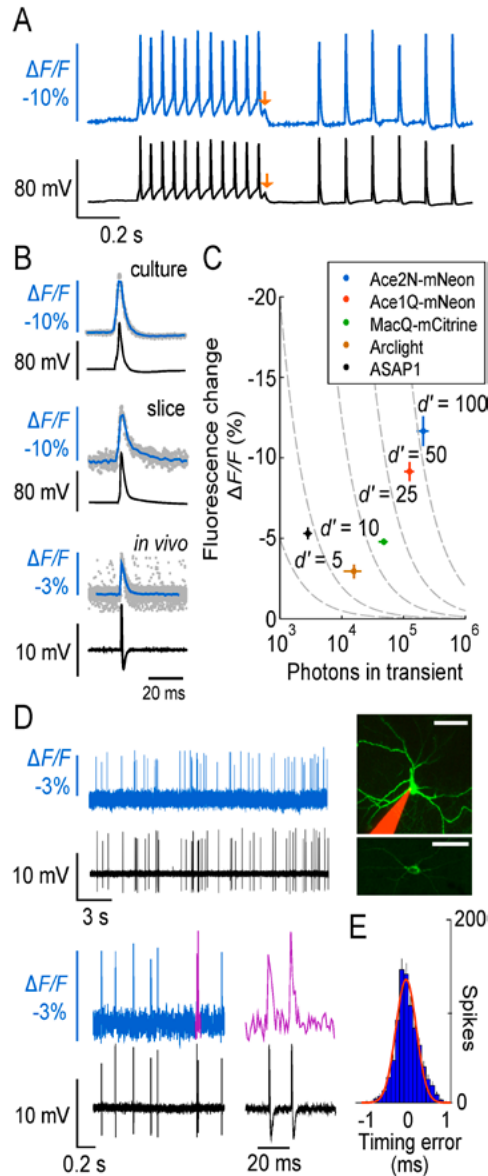 A
ΔF/F
-10%
80 mV
0.2 s
B
culture
ΔF/F
-10%
80 mV
slice
ΔF/F
-10%
80 mV
in vivo
ΔF/F
-3%
10 mV
20 ms
C
Ace2N-mNeon
Ace1Q-mNeon
MacQ-mCitrine
Arclight
ASAP1
-20
-15
-10
-5
0
Fluorescence change
ΔF/F (%)
d' = 100
d' = 50
d' = 25
d' = 10
d' = 5
10³ 10⁴ 10⁵ 10⁶
Photons in transient
D
ΔF/F
-3%
10 mV
3 s
ΔF/F
-3%
10 mV
0.2 s
20 ms
E
200
Spikes
0
-1 0 1
Timing error
(ms)